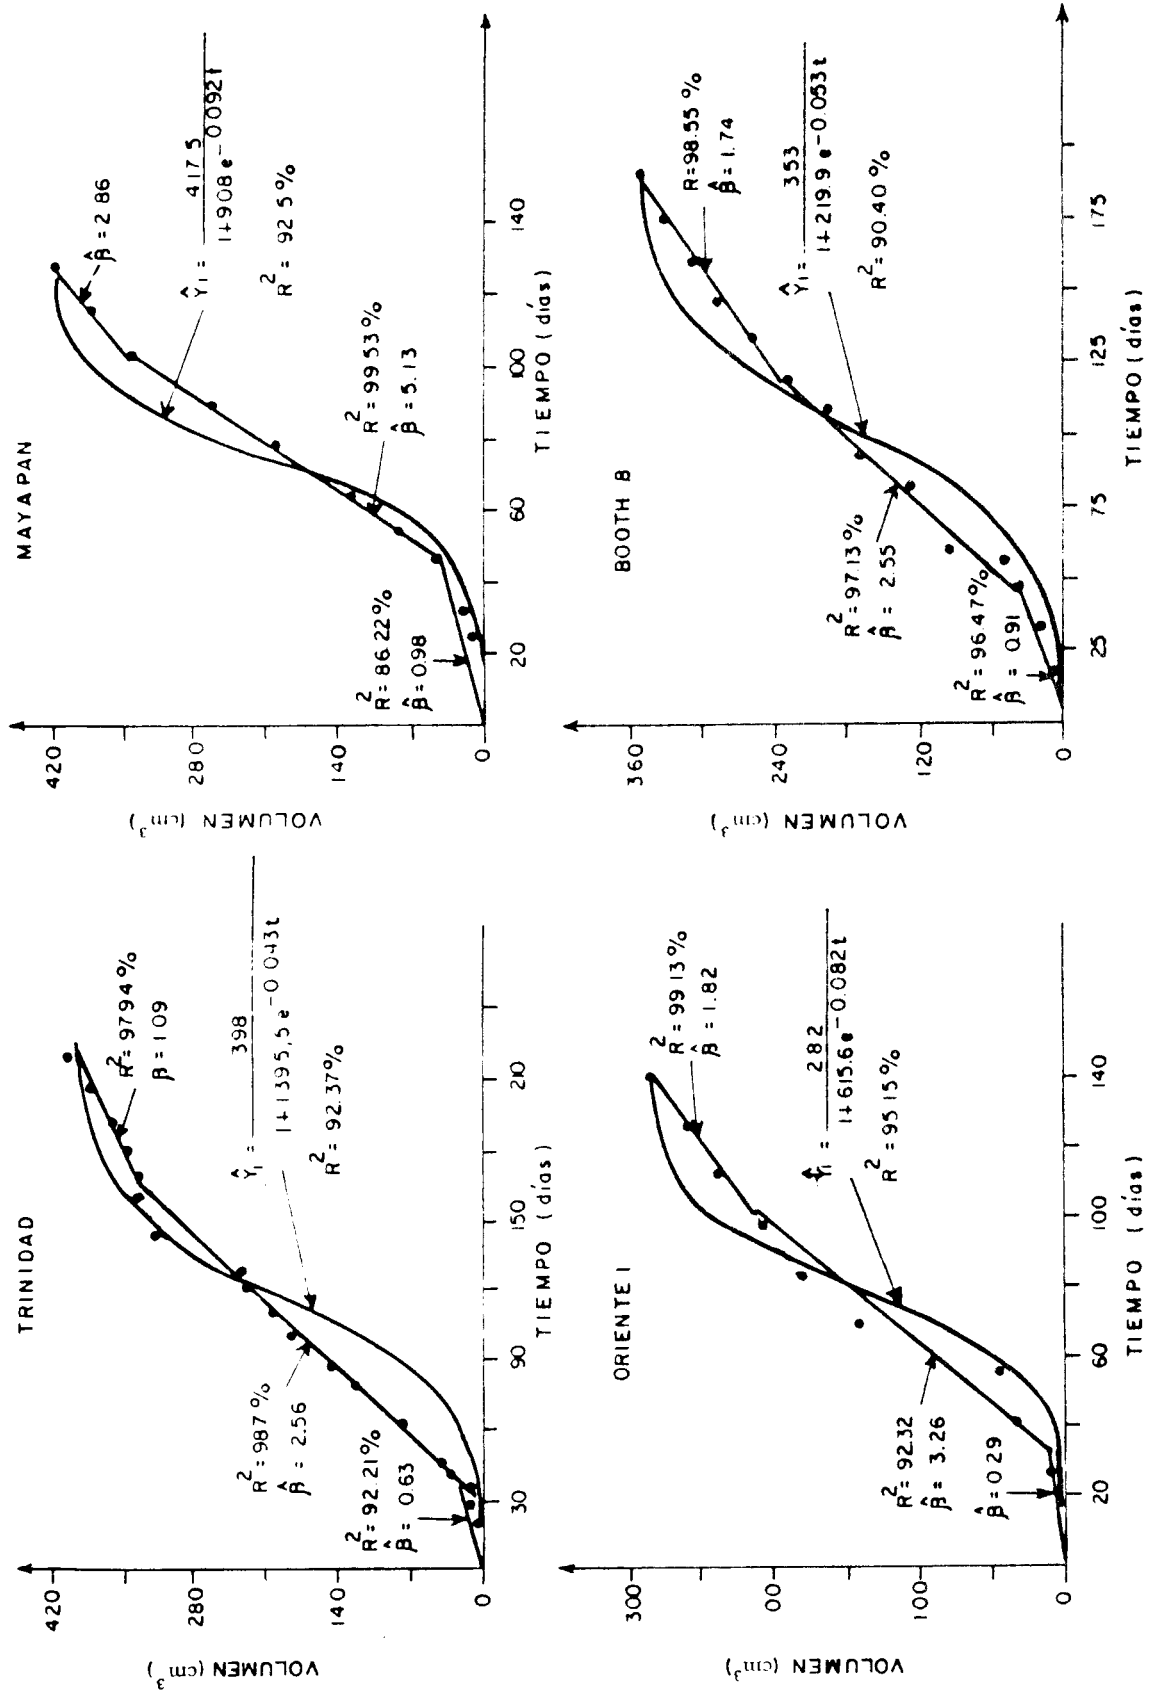 TRINIDAD
VOLUMEN (cm³)
420
280
140
0
30
90
150
210
TIEMPO (días)
R²= 92.21%
β̂= 0.63
R²= 987 %
β̂= 2.56
R²= 9794 %
β= 1.09
Ŷ₁ = 398
1+1395,5 e⁻⁰ ⁰⁴³ᵗ
R² = 92.37%
MAYAPAN
VOLUMEN (cm³)
420
280
140
0
20
60
100
140
TIEMPO (días)
R²= 86.22%
β̂= 0.98
R²= 9953%
β̂= 5.13
β̂= 2 86
Ŷ₁ = 417 5
1+908 e⁻⁰·⁰⁹²ᵗ
R² = 92 5 %
ORIENTE I
VOLUMEN (cm³)
300
00
100
0
20
60
100
140
TIEMPO (días)
β̂= 0 29
R²= 92.32
β̂= 3.26
R²= 99 13 %
β̂= 1.82
Ŷ₁ = 282
1+615.6 e⁻⁰·⁰⁸²ᵗ
R² = 95 15 %
BOOTH 8
VOLUMEN (cm³)
360
240
120
0
25
75
125
175
TIEMPO (días)
R²= 96.47%
β̂= 0.91
R²= 97.13 %
β̂= 2.55
R=98.55 %
β̂= 1.74
Ŷ₁ = 353
1+219.9 e⁻⁰·⁰⁵³ᵗ
R² = 90.40 %